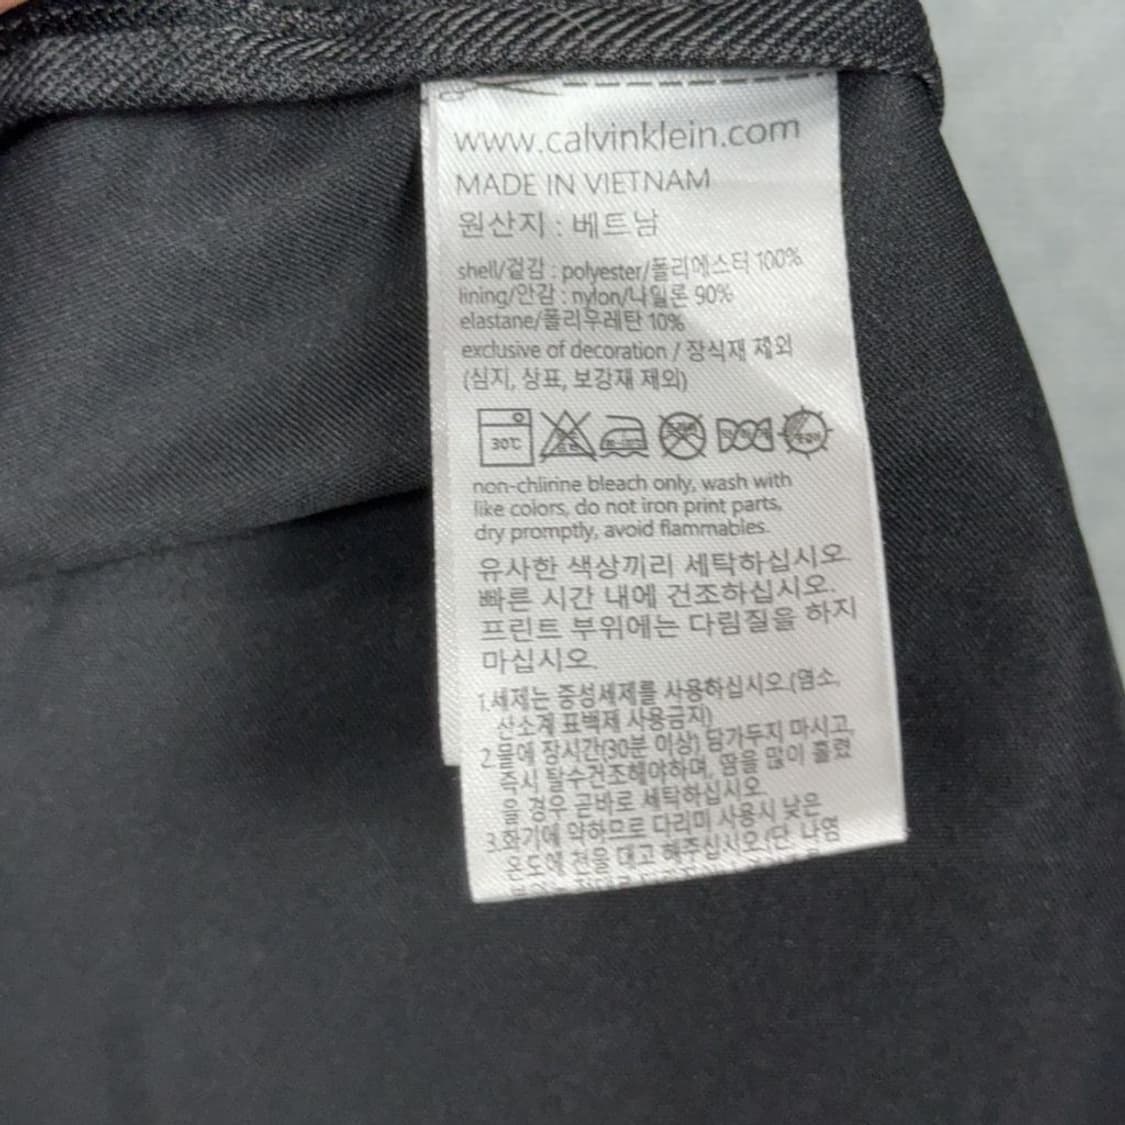 www.calvinklein.com
MADE IN VIETNAM
원산지 : 베트남
shell/겉감 : polyester/폴리에스터 100%
lining/안감 : nylon/나일론 90%
elastane/폴리우레탄 10%
exclusive of decoration / 장식재 제외
(심지, 상표, 보강재 제외)
30℃
non-chlirine bleach only, wash with
like colors, do not iron print parts,
dry promptly, avoid flammables.
유사한 색상끼리 세탁하십시오.
빠른 시간 내에 건조하십시오.
프린트 부위에는 다림질을 하지
마십시오.
1.세제는 중성세제를 사용하십시오.(염소,
산소계 표백제 사용금지)
2.물에 장시간(30분 이상) 담가두지 마시고,
즉시 탈수건조해야하며, 땀을 많이 흘렸
을 경우 곧바로 세탁하십시오.
3.화기에 약하므로 다리미 사용시 낮은
온도에 천을 대고 해주십시오.(단, 나염